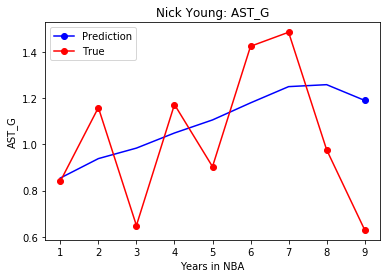 Nick Young: AST_G
Prediction
True
AST_G
1.4
1.2
1.0
0.8
0.6
1 2 3 4 5 6 7 8 9
Years in NBA